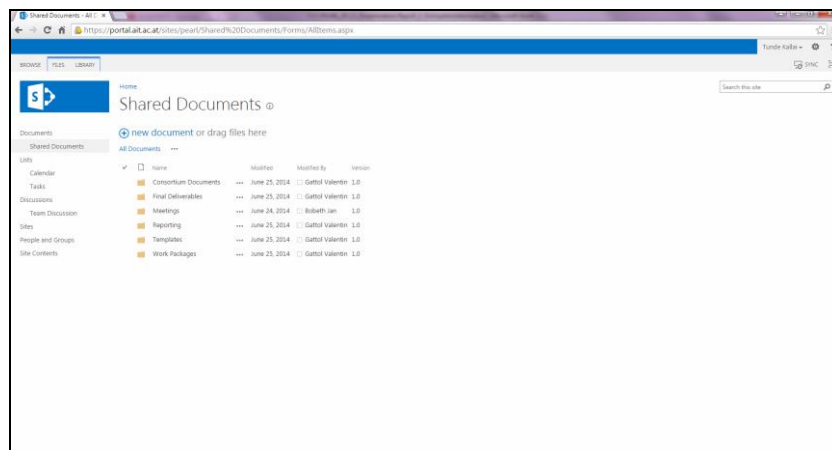 Shared Documents - All D
https://portal.ait.ac.at/sites/pearl/Shared%20Documents/Forms/AllItems.aspx
Tunde Kallai
BROWSE FILES LIBRARY
SYNC
S
Home
Search this site
Shared Documents
new document or drag files here
All Documents ...
Name Modified Modified By Version
Consortium Documents ... June 25, 2014 Gattol Valentin 1.0
Final Deliverables ... June 25, 2014 Gattol Valentin 1.0
Meetings ... June 24, 2014 Bobeth Jan 1.0
Reporting ... June 25, 2014 Gattol Valentin 1.0
Templates ... June 25, 2014 Gattol Valentin 1.0
Work Packages ... June 25, 2014 Gattol Valentin 1.0
Documents
Shared Documents
Lists
Calendar
Tasks
Discussions
Team Discussion
Sites
People and Groups
Site Contents